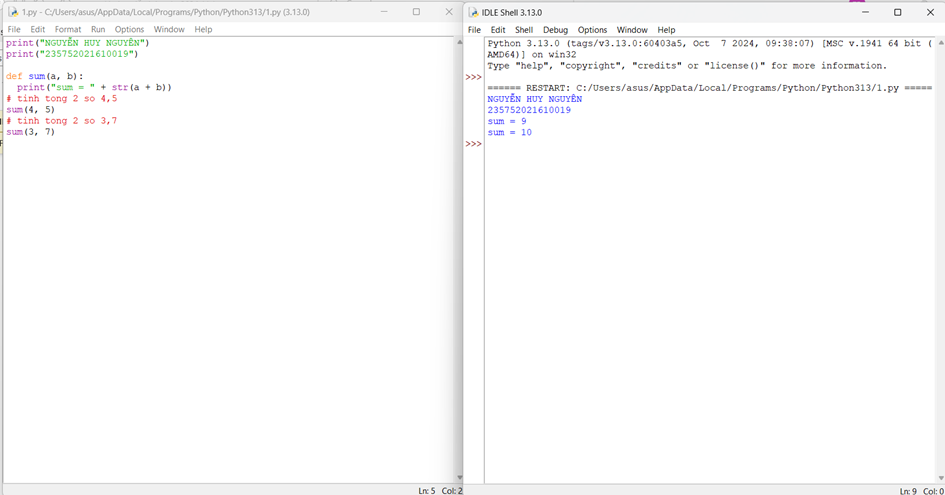 1.py - C:/Users/asus/AppData/Local/Programs/Python/Python313/1.py (3.13.0)
File Edit Format Run Options Window Help
print("NGUYỄN HUY NGUYÊN")
print("235752021610019")
def sum(a, b):
print("sum = " + str(a + b))
# tinh tong 2 so 4,5
sum(4, 5)
# tinh tong 2 so 3,7
sum(3, 7)
Ln: 5 Col: 2
IDLE Shell 3.13.0
File Edit Shell Debug Options Window Help
Python 3.13.0 (tags/v3.13.0:60403a5, Oct 7 2024, 09:38:07) [MSC v.1941 64 bit (
AMD64)] on win32
Type "help", "copyright", "credits" or "license()" for more information.
>>>
====== RESTART: C:/Users/asus/AppData/Local/Programs/Python/Python313/1.py =====
NGUYỄN HUY NGUYÊN
235752021610019
sum = 9
sum = 10
>>>
Ln: 9 Col: 0